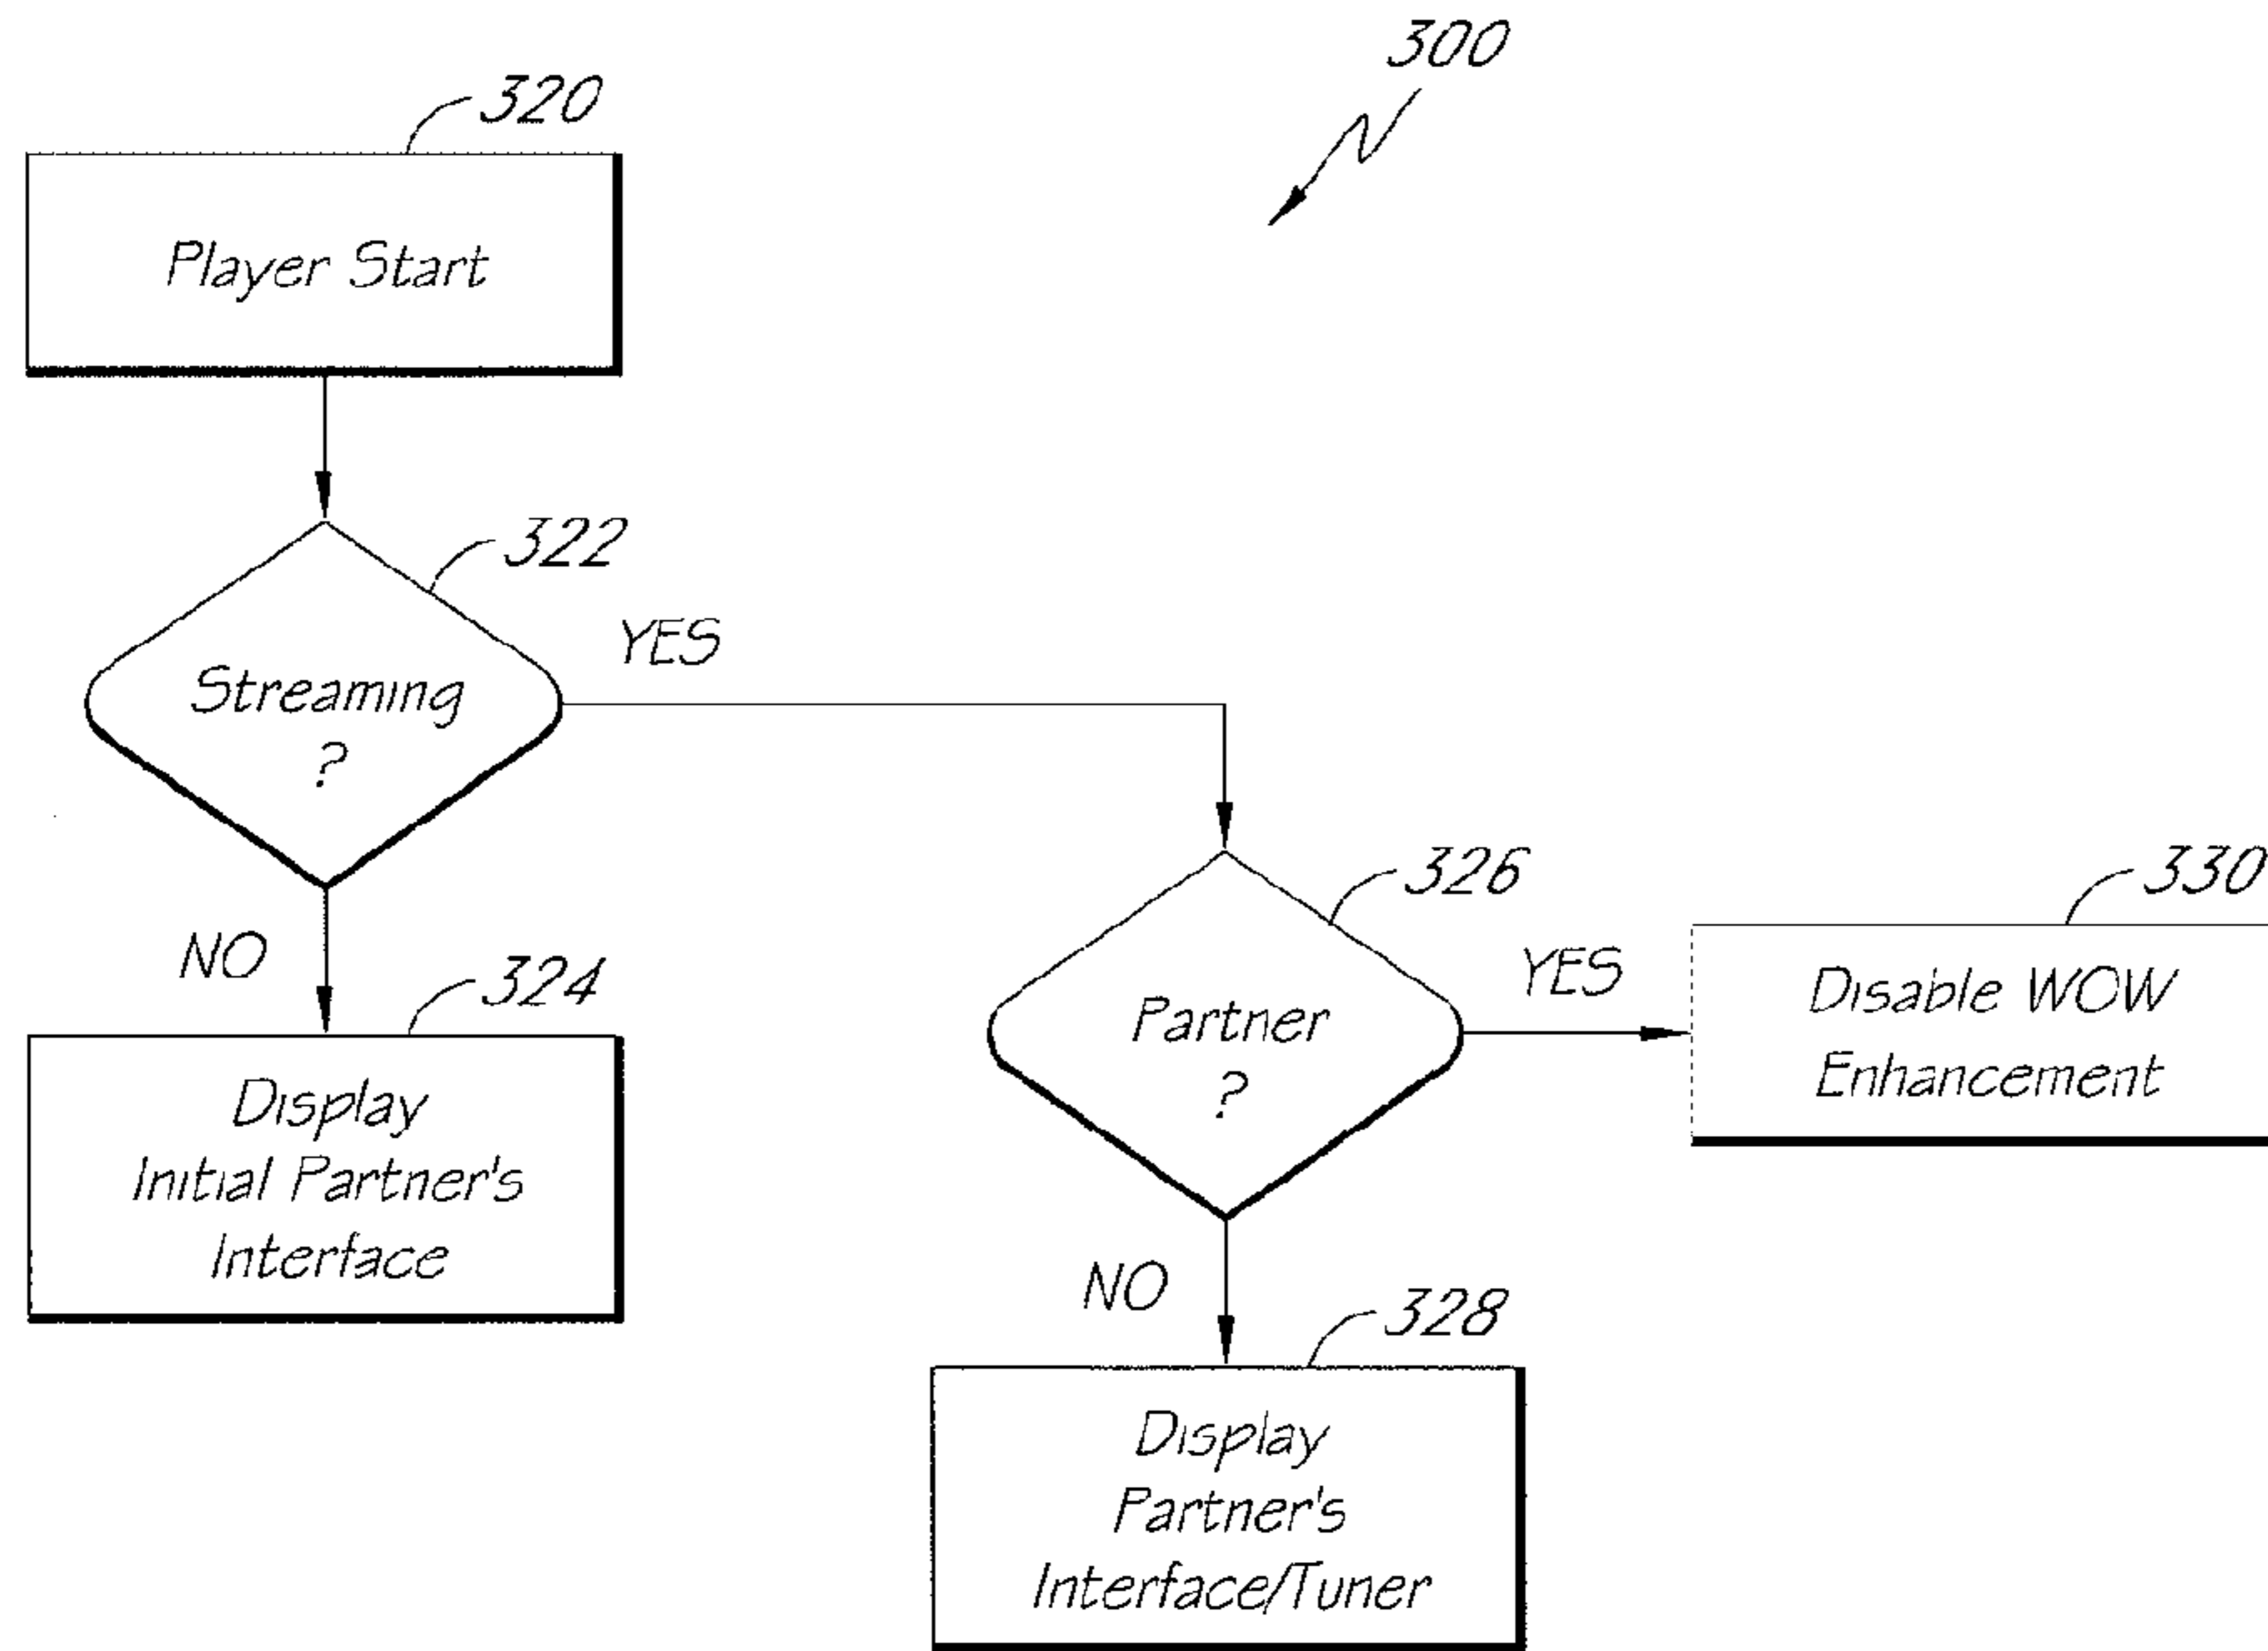 300
320
Player Start
322
Streaming
?
YES
NO
324
Display
Initial Partner's
Interface
326
Partner
?
YES
330
Disable WOW
Enhancement
NO
328
Display
Partner's
Interface/Tuner